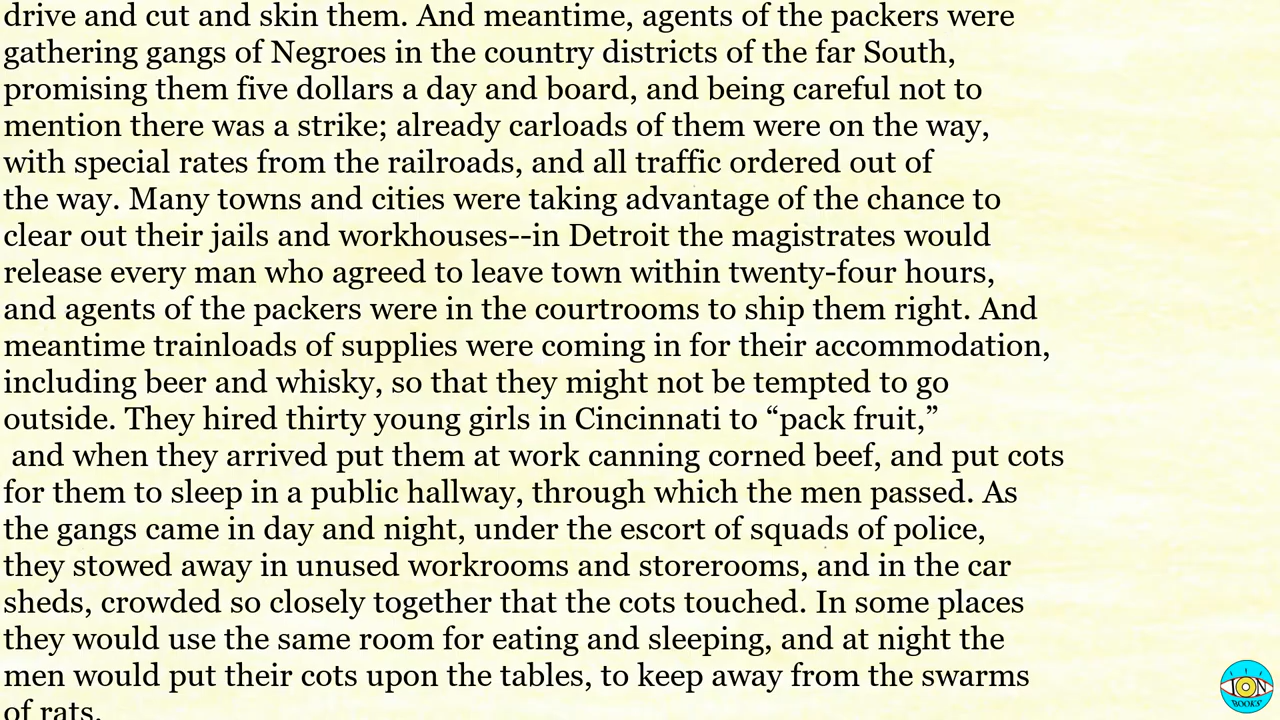 drive and cut and skin them. And meantime, agents of the packers were
gathering gangs of Negroes in the country districts of the far South,
promising them five dollars a day and board, and being careful not to
mention there was a strike; already carloads of them were on the way,
with special rates from the railroads, and all traffic ordered out of
the way. Many towns and cities were taking advantage of the chance to
clear out their jails and workhouses--in Detroit the magistrates would
release every man who agreed to leave town within twenty-four hours,
and agents of the packers were in the courtrooms to ship them right. And
meantime trainloads of supplies were coming in for their accommodation,
including beer and whisky, so that they might not be tempted to go
outside. They hired thirty young girls in Cincinnati to “pack fruit,”
and when they arrived put them at work canning corned beef, and put cots
for them to sleep in a public hallway, through which the men passed. As
the gangs came in day and night, under the escort of squads of police,
they stowed away in unused workrooms and storerooms, and in the car
sheds, crowded so closely together that the cots touched. In some places
they would use the same room for eating and sleeping, and at night the
men would put their cots upon the tables, to keep away from the swarms
of rats.
ION
BOOKS